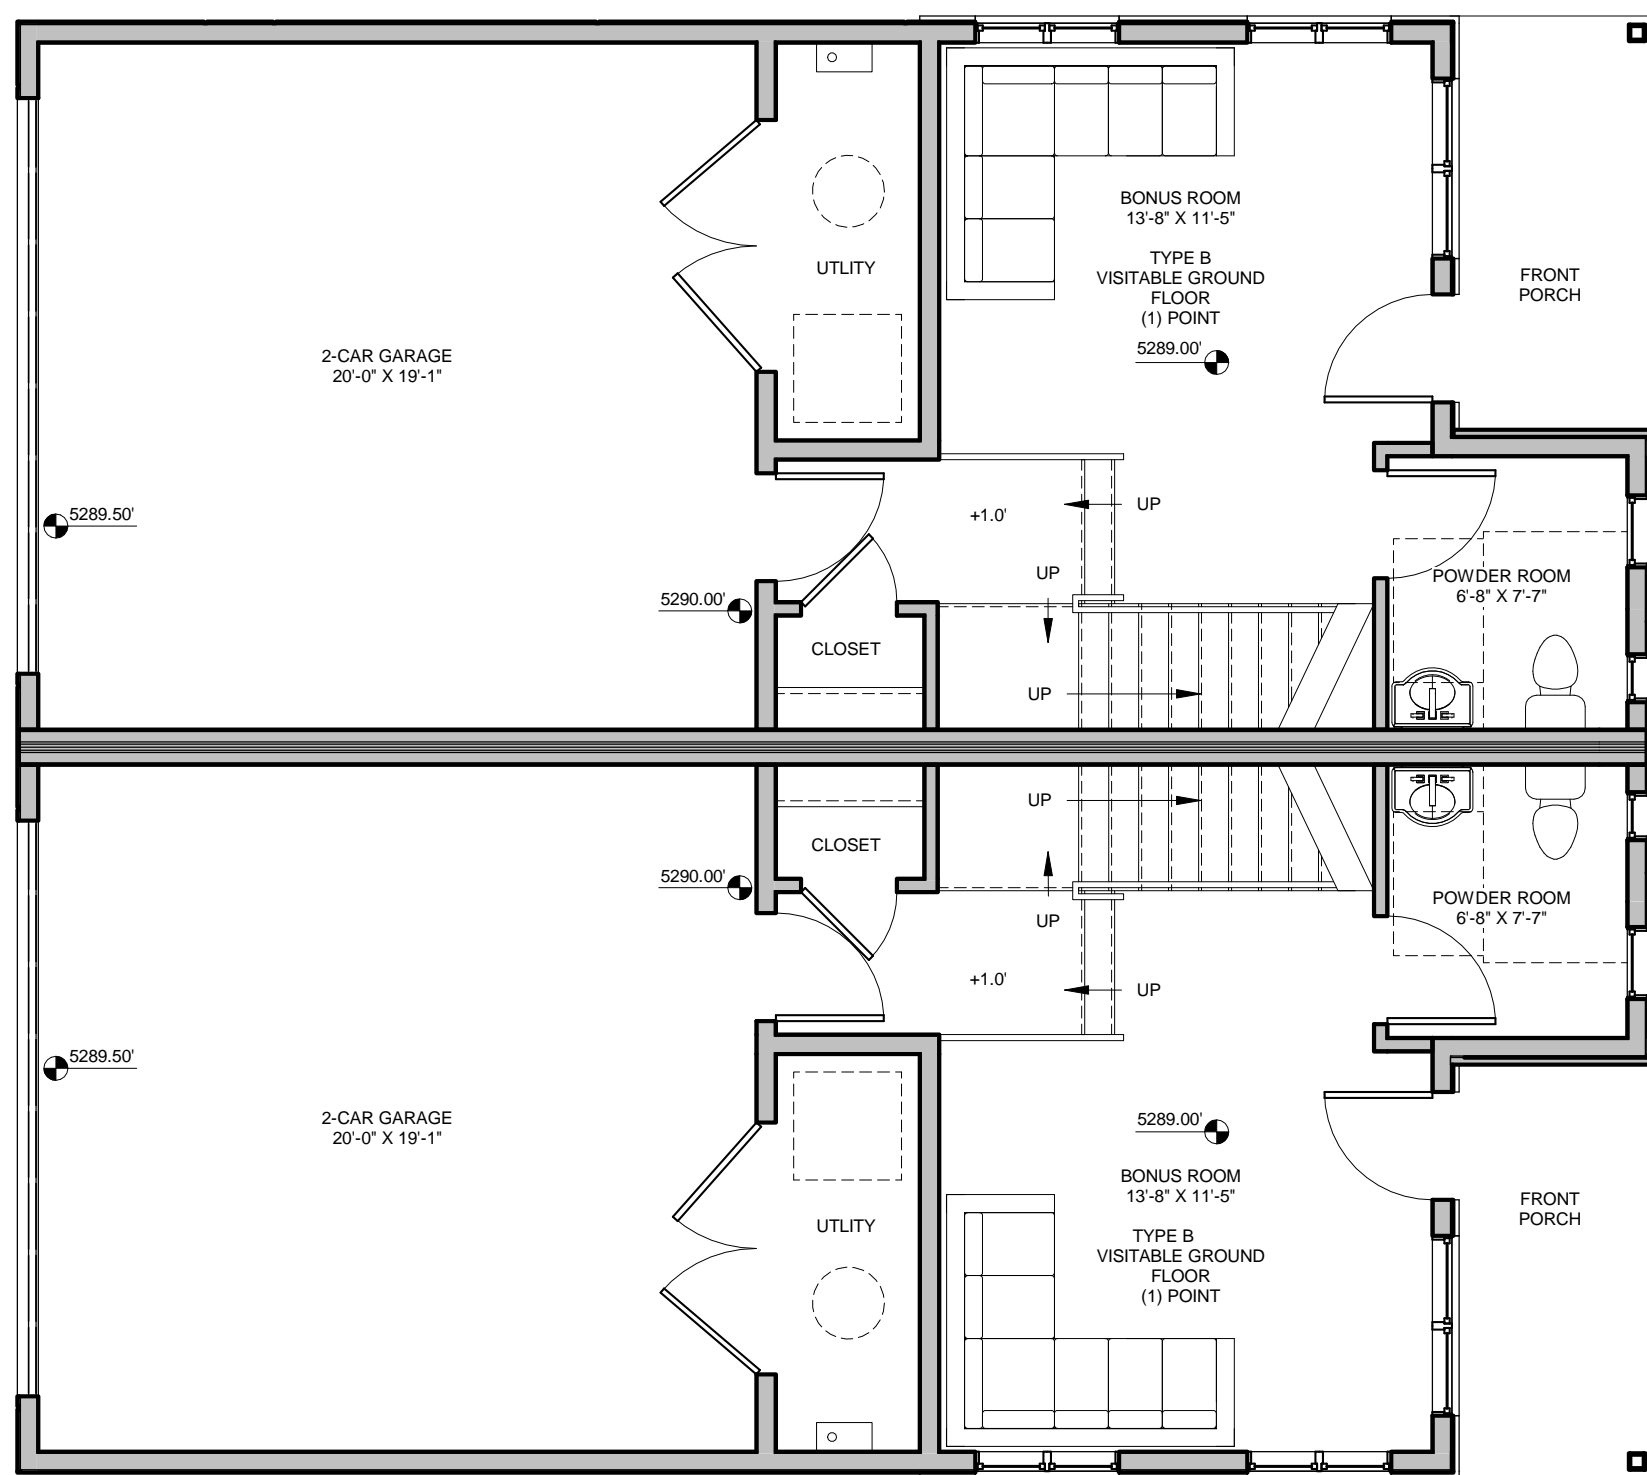 BONUS ROOM
13'-8" X 11'-5"
TYPE B
VISITABLE GROUND
FLOOR
(1) POINT
5289.00'
UTLITY
FRONT
PORCH
2-CAR GARAGE
20'-0" X 19'-1"
5289.50'
+1.0'
UP
UP
5290.00'
CLOSET
UP
POWDER ROOM
6'-8" X 7'-7"
UP
CLOSET
5290.00'
UP
POWDER ROOM
6'-8" X 7'-7"
+1.0'
UP
5289.50'
2-CAR GARAGE
20'-0" X 19'-1"
5289.00'
BONUS ROOM
13'-8" X 11'-5"
TYPE B
VISITABLE GROUND
FLOOR
(1) POINT
UTLITY
FRONT
PORCH